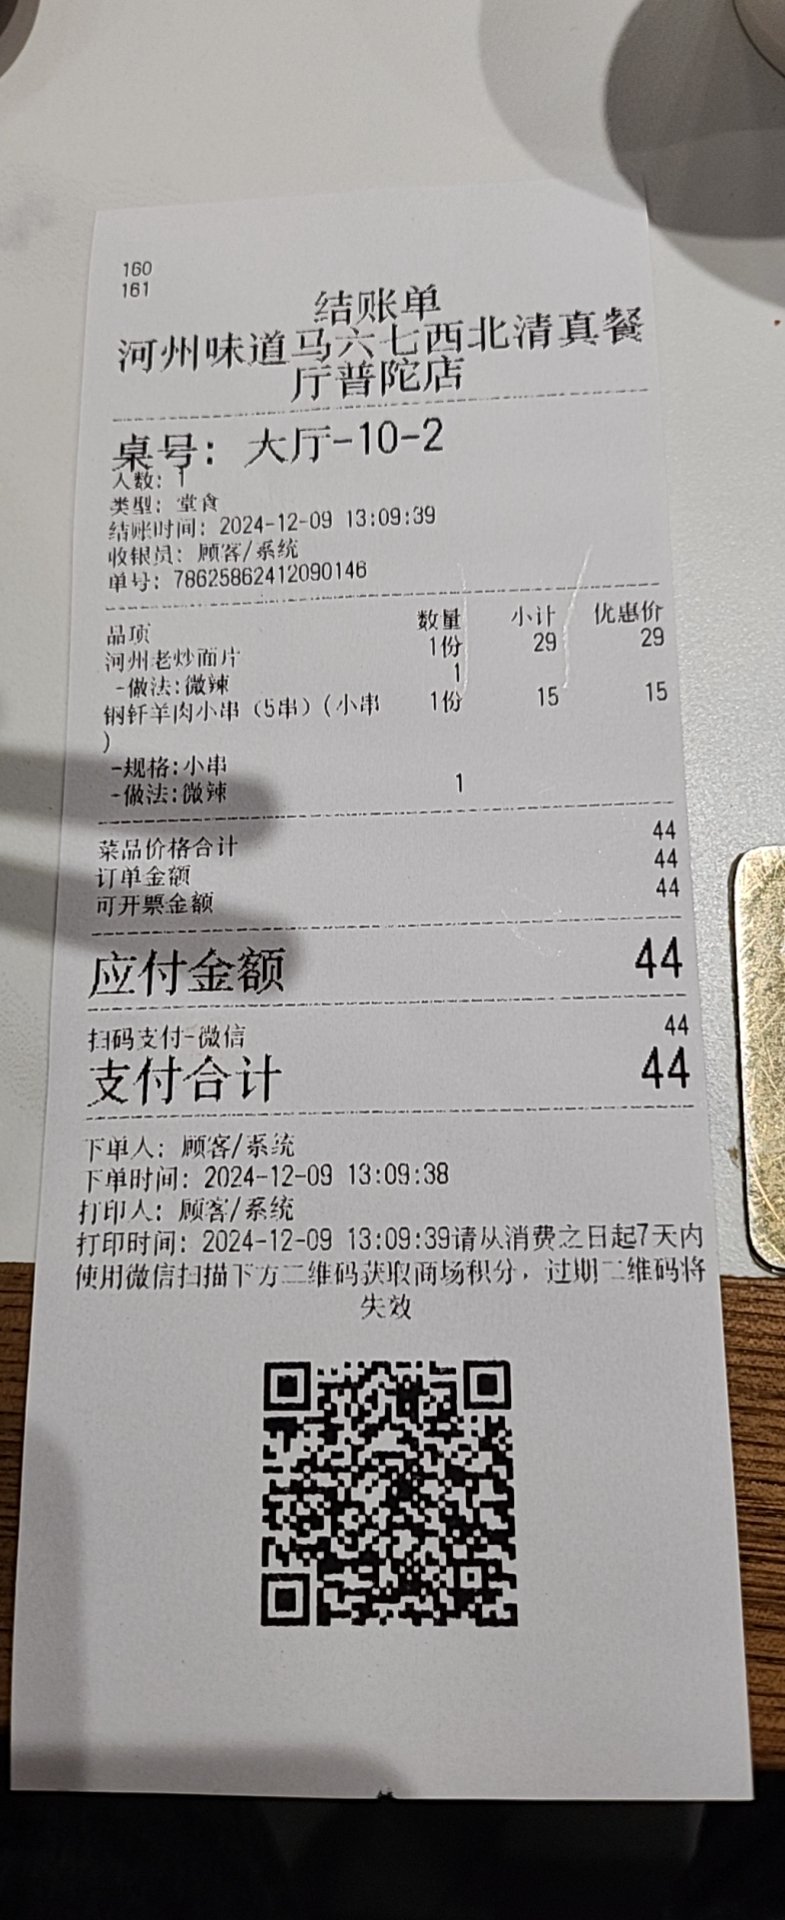 160
161
结账单
河州味道马六七西北清真餐
厅普陀店
桌号：大厅-10-2
人数：1
类型：堂食
结账时间：2024-12-09 13:09:39
收银员：顾客/系统
单号：78625862412090146
品项 数量 小计 优惠价
河州老炒面片 1份 29 29
-做法:微辣 1
钢钎羊肉小串（5串）(小串 1份 15 15
)
-规格:小串
-做法:微辣 1
菜品价格合计 44
订单金额 44
可开票金额 44
应付金额 44
扫码支付-微信 44
支付合计 44
下单人：顾客/系统
下单时间：2024-12-09 13:09:38
打印人：顾客/系统
打印时间：2024-12-09 13:09:39请从消费之日起7天内
使用微信扫描下方二维码获取商场积分，过期二维码将
失效